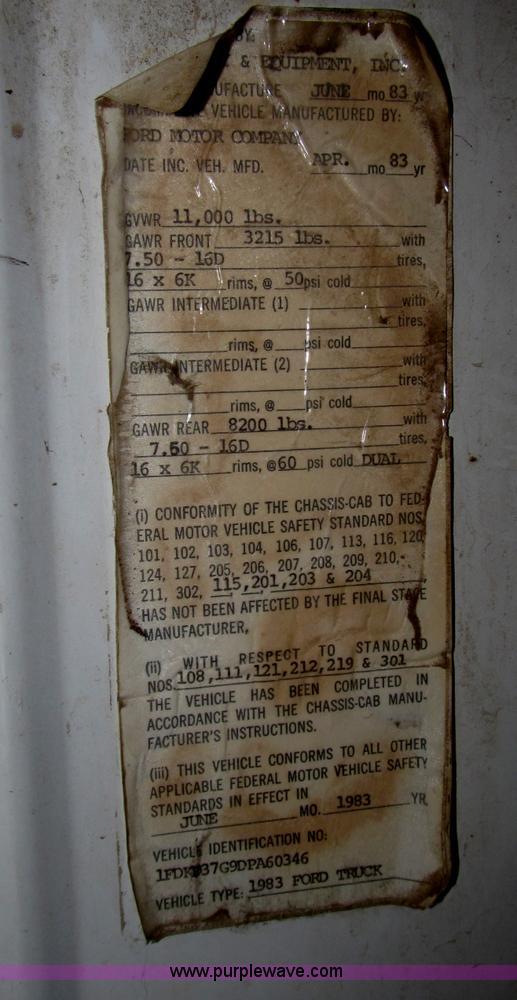 BY:
& EQUIPMENT, INC.
UFACTURE JUNE mo 83 yr
VEHICLE MANUFACTURED BY:
FORD MOTOR COMPANY
DATE INC. VEH. MFD. APR. mo 83 yr
GVWR 11,000 lbs.
GAWR FRONT 3215 lbs. with
7.50 - 16D tires,
16 x 6K rims, @ 50 psi cold
GAWR INTERMEDIATE (1) with
tires,
rims, @ psi cold
GAWR INTERMEDIATE (2) with
tires,
rims, @ psi cold
GAWR REAR 8200 lbs. with
7.50 - 16D tires,
16 x 6K rims, @ 60 psi cold DUAL
(i) CONFORMITY OF THE CHASSIS-CAB TO FED-
ERAL MOTOR VEHICLE SAFETY STANDARD NOS.
101, 102, 103, 104, 106, 107, 113, 116, 120,
124, 127, 205, 206, 207, 208, 209, 210,
211, 302, 115,201,203 & 204
HAS NOT BEEN AFFECTED BY THE FINAL STAGE
MANUFACTURER,
(ii) WITH RESPECT TO STANDARD
NOS. 108,111,121,212,219 & 301
THE VEHICLE HAS BEEN COMPLETED IN
ACCORDANCE WITH THE CHASSIS-CAB MANU-
FACTURER'S INSTRUCTIONS.
(iii) THIS VEHICLE CONFORMS TO ALL OTHER
APPLICABLE FEDERAL MOTOR VEHICLE SAFETY
STANDARDS IN EFFECT IN
JUNE MO. 1983 YR.
VEHICLE IDENTIFICATION NO:
VEHICLE TYPE: 1983 FORD TRUCK
www.purplewave.com